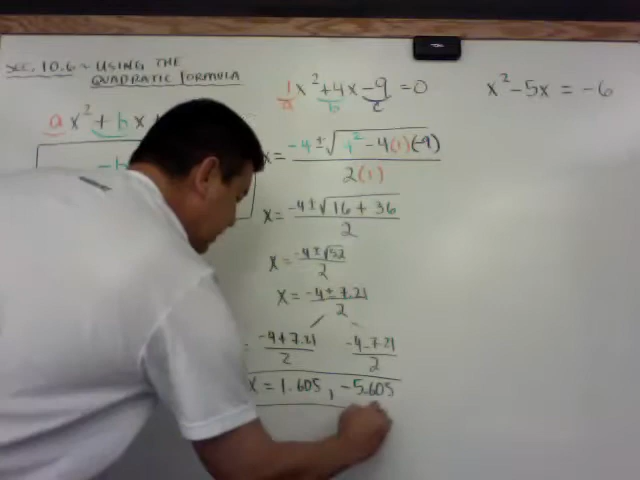 SEC. 10.6 ~ USING THE
QUADRATIC FORMULA
ax² + bx +
-b
1x² + 4x - 9 = 0
a b c
x = -4 ± √4² - 4(1)(-9)
2(1)
x = -4 ± √16 + 36
2
x = -4 ± √52
2
x = -4 ± 7.21
2
= -4 + 7.21 -4 - 7.21
2 2
x = 1.605, -5.605
x² - 5x = -6